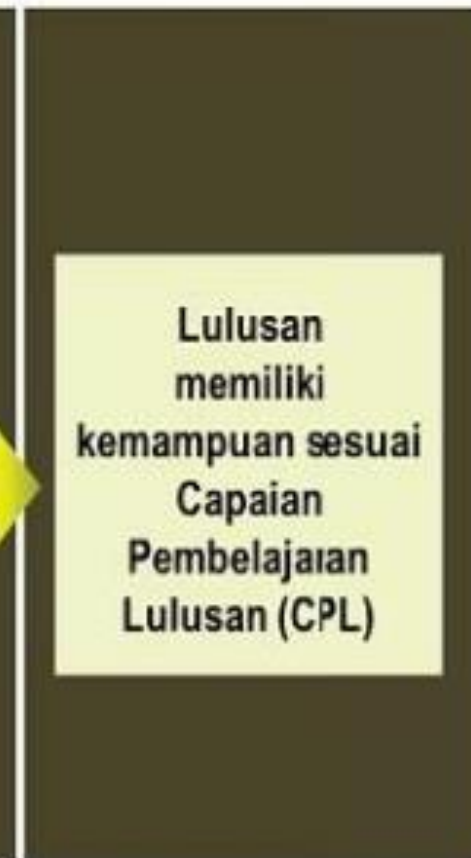 Lulusan
memiliki
kemampuan sesuai
Capaian
Pembelajaran
Lulusan (CPL)